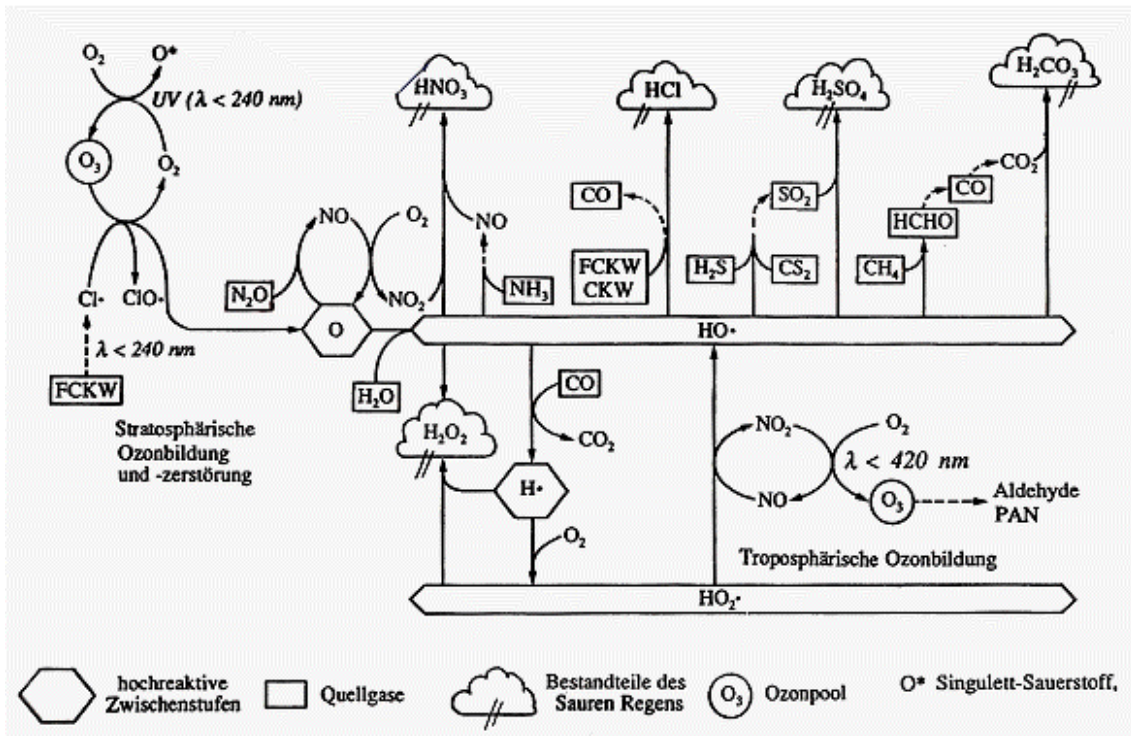 O₂
O*
UV (λ < 240 nm)
O₃
O₂
Cl•
ClO•
λ < 240 nm
FCKW
Stratosphärische
Ozonbildung
und -zerstörung
N₂O
NO
O₂
NO₂
O
H₂O
HNO₃
NO
NH₃
HCl
CO
FCKW
CKW
H₂SO₄
SO₂
H₂S
CS₂
H₂CO₃
CO₂
CO
HCHO
CH₄
HO•
H₂O₂
CO
CO₂
H•
O₂
NO₂
O₂
λ < 420 nm
NO
O₃
Aldehyde
PAN
Troposphärische Ozonbildung
HO₂•
hochreaktive
Zwischenstufen
Quellgase
Bestandteile des
Sauren Regens
O₃
Ozonpool
O* Singulett-Sauerstoff,